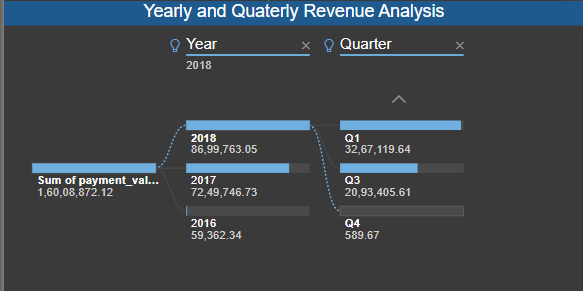 Yearly and Quaterly Revenue Analysis
Year
Quarter
2018
2018
86,99,763.05
Q1
32,67,119.64
Sum of payment_val...
1,60,08,872.12
2017
72,49,746.73
Q3
20,93,405.61
2016
59,362.34
Q4
589.67